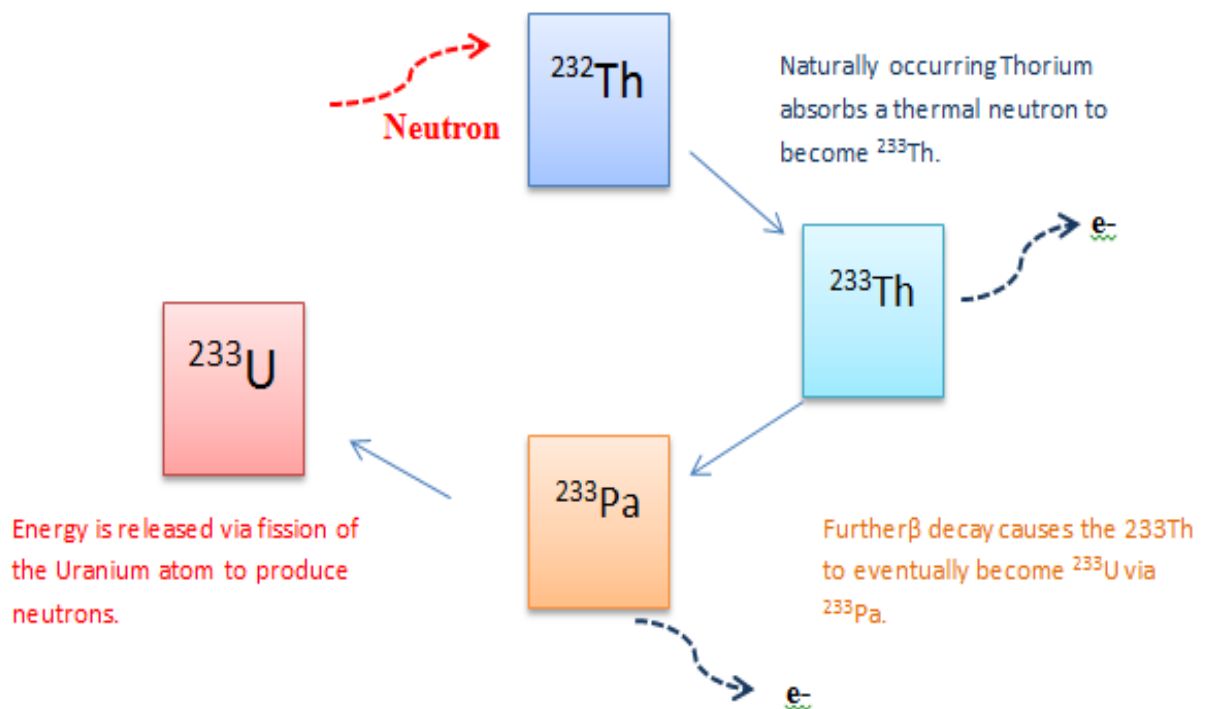 ²³²Th
Neutron
Naturally occurring Thorium
absorbs a thermal neutron to
become ²³³Th.
e-
²³³Th
²³³U
²³³Pa
Energy is released via fission of
the Uranium atom to produce
neutrons.
Furtherβ decay causes the 233Th
to eventually become ²³³U via
²³³Pa.
e-